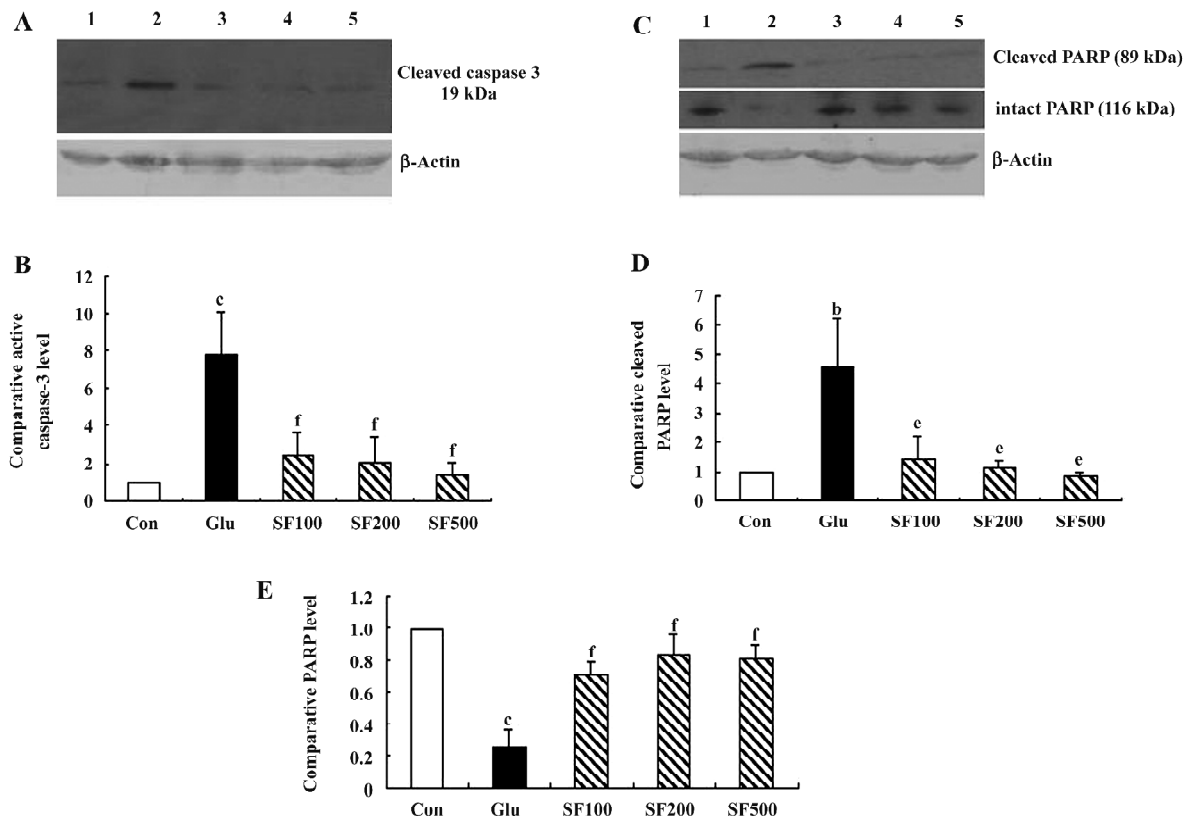 A
1 2 3 4 5
Cleaved caspase 3
19 kDa
β-Actin
C
1 2 3 4 5
Cleaved PARP (89 kDa)
intact PARP (116 kDa)
β-Actin
B
Comparative active
caspase-3 level
12
10
8
6
4
2
0
c
f
f
f
Con Glu SF100 SF200 SF500
D
Comparative cleaved
PARP level
7
6
5
4
3
2
1
0
b
e
e
e
Con Glu SF100 SF200 SF500
E
Comparative PARP level
1.2
1.0
0.8
0.6
0.4
0.2
0
c
f
f
f
Con Glu SF100 SF200 SF500